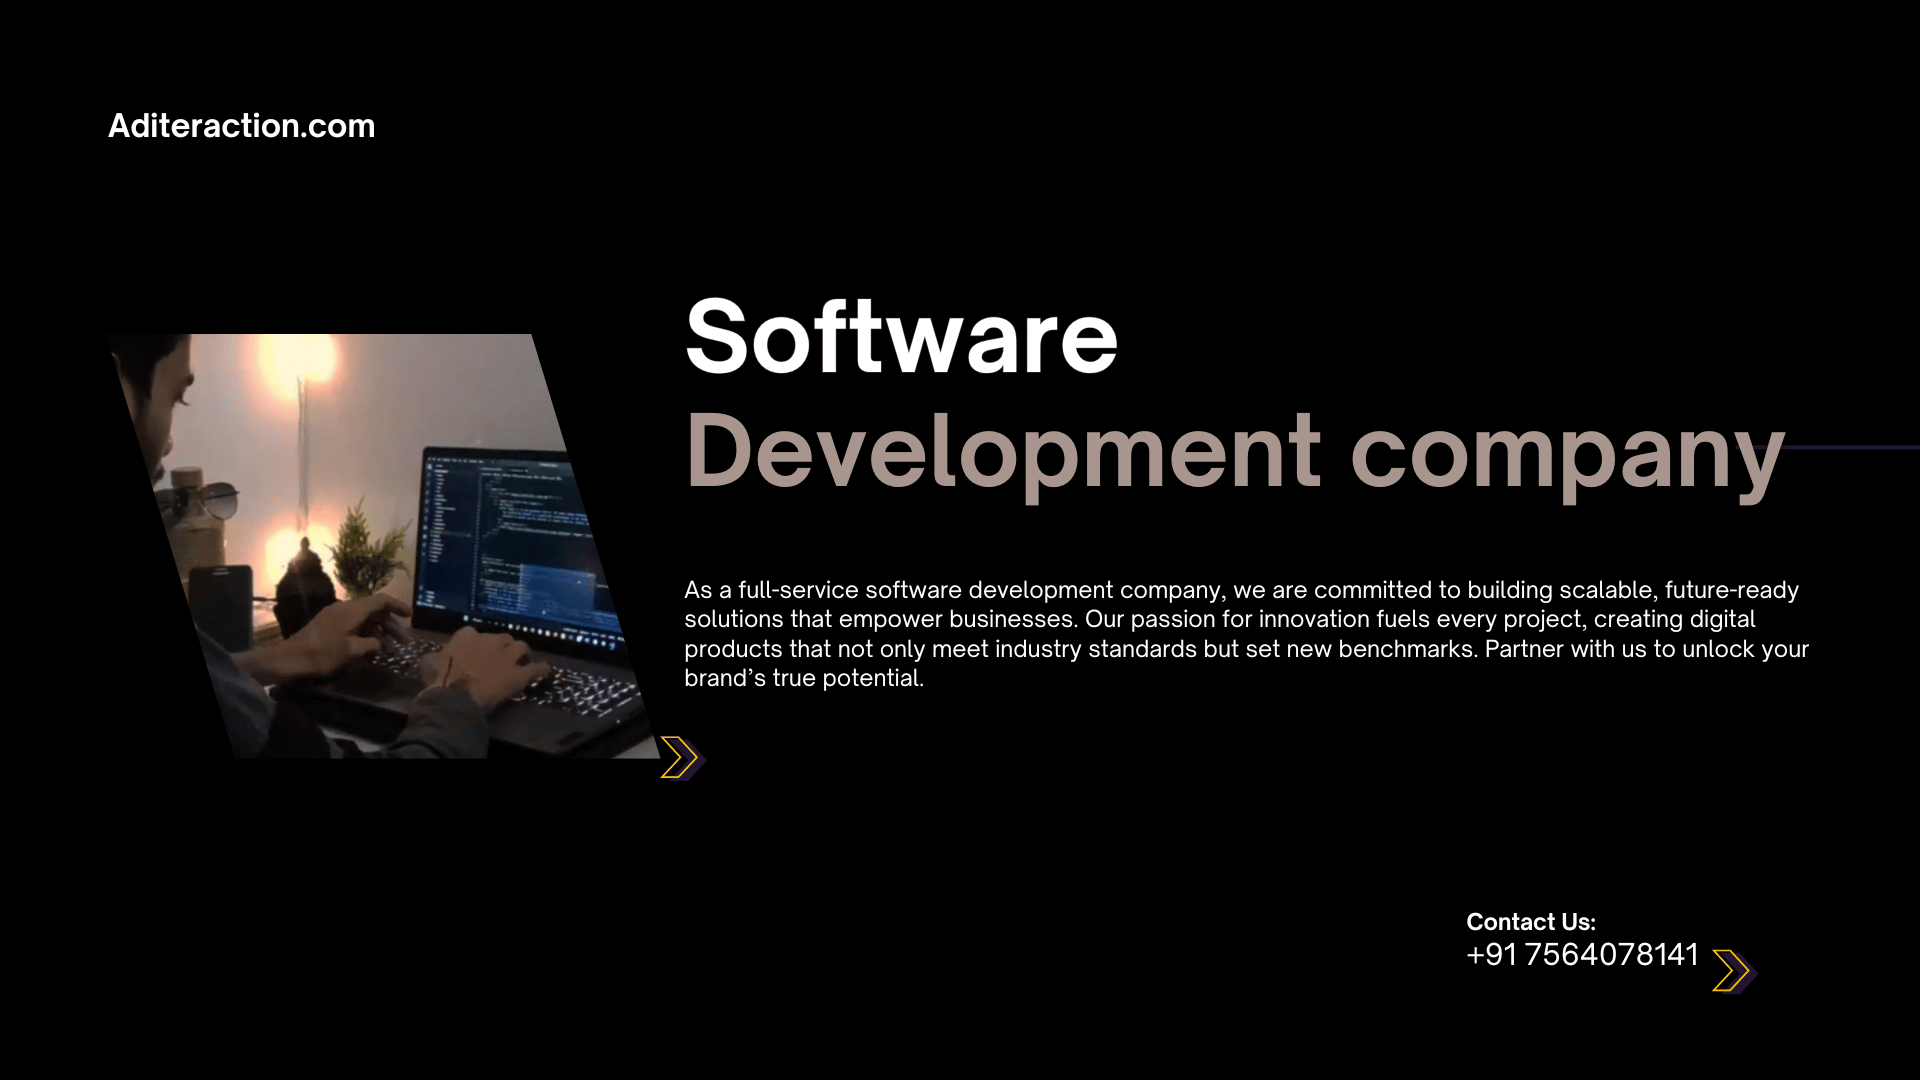 Aditeraction.com
Software
Development company
As a full-service software development company, we are committed to building scalable, future-ready
solutions that empower businesses. Our passion for innovation fuels every project, creating digital
products that not only meet industry standards but set new benchmarks. Partner with us to unlock your
brand’s true potential.
Contact Us:
+91 7564078141